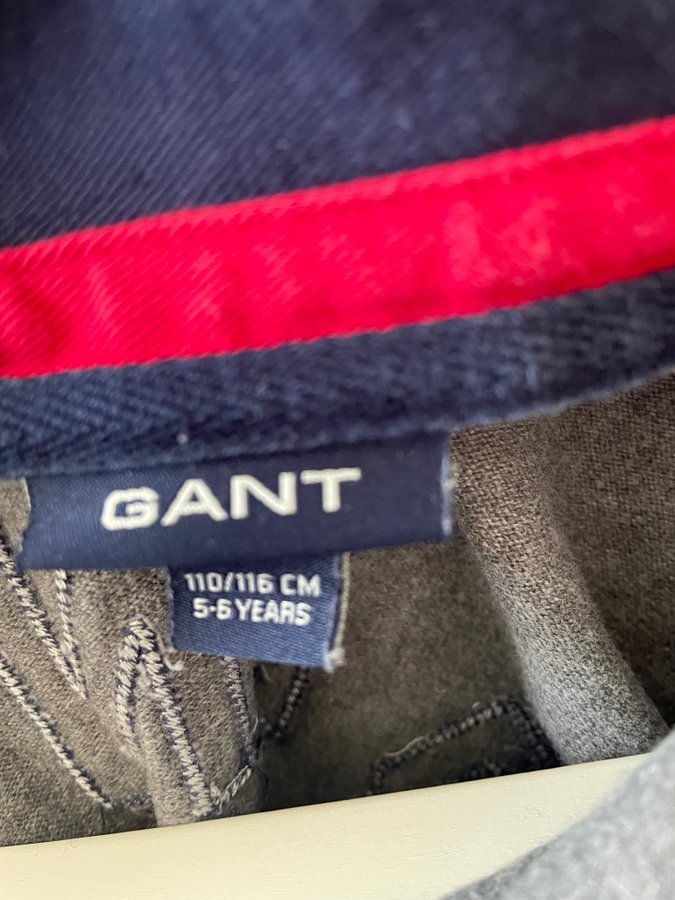 GANT
110/116 CM
5-6 YEARS